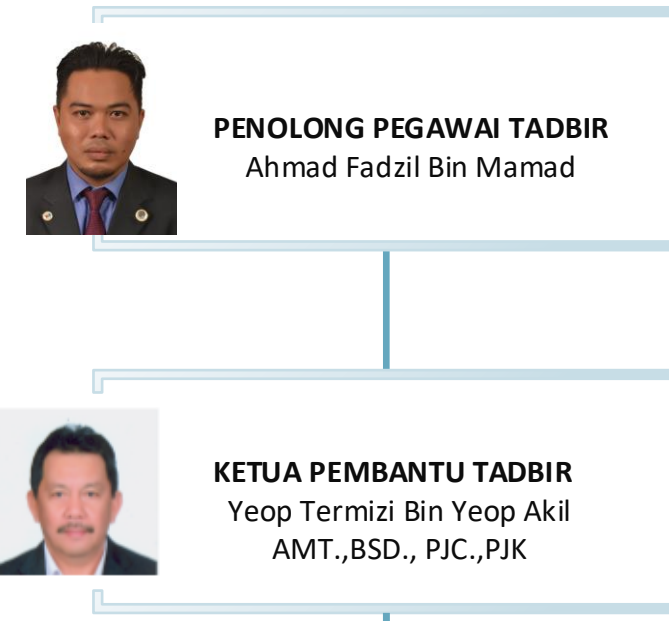 PENOLONG PEGAWAI TADBIR
Ahmad Fadzil Bin Mamad
KETUA PEMBANTU TADBIR
Yeop Termizi Bin Yeop Akil
AMT.,BSD., PJC.,PJK